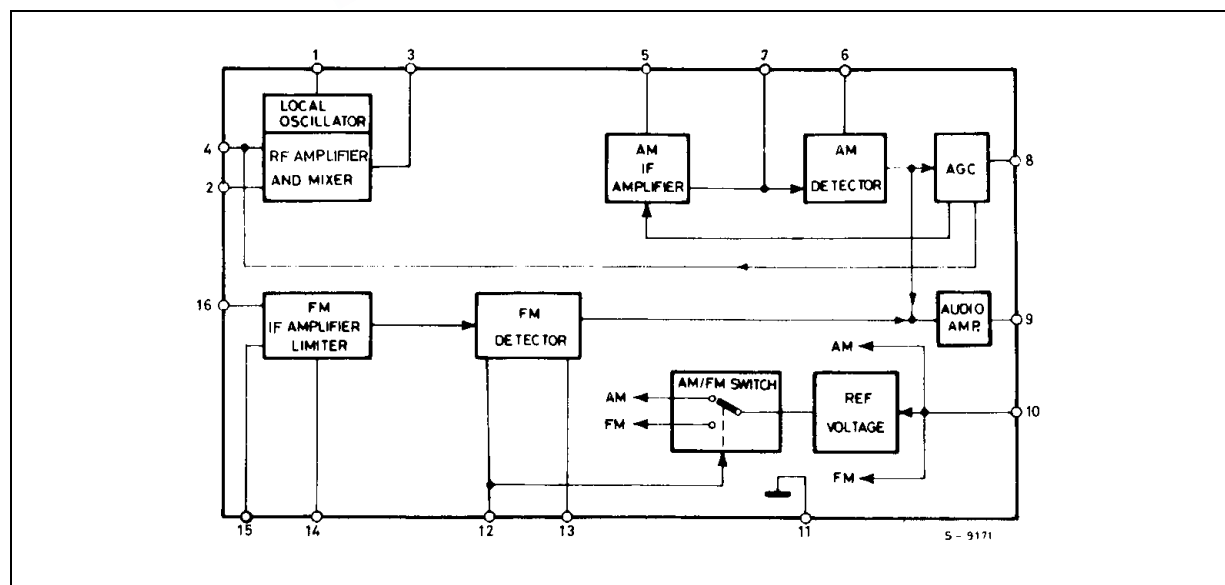 1
3
5
7
6
LOCAL
OSCILLATOR
RF AMPLIFIER
AND MIXER
4
2
AM
IF
AMPLIFIER
AM
DETECTOR
AGC
8
16
FM
IF AMPLIFIER
LIMITER
FM
DETECTOR
AUDIO
AMP.
9
AM
AM/FM SWITCH
AM
FM
REF
VOLTAGE
10
FM
15
14
12
13
11
S-9171